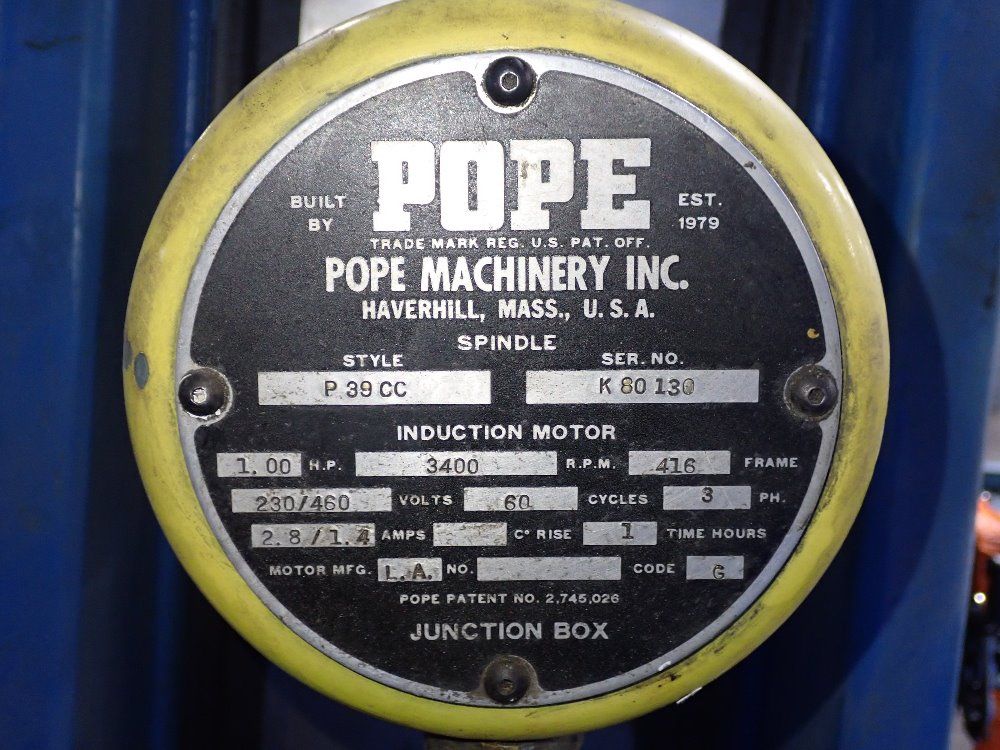 BUILT BY POPE EST. 1979
TRADE MARK REG. U.S. PAT. OFF.
POPE MACHINERY INC.
HAVERHILL, MASS., U.S.A.
SPINDLE
STYLE SER. NO.
P 39 CC K 80 130
INDUCTION MOTOR
1.00 H.P. 3400 R.P.M. 416 FRAME
230/460 VOLTS 60 CYCLES 3 PH.
2.8/1.4 AMPS C° RISE 1 TIME HOURS
MOTOR MFG. L.A. NO. CODE G
POPE PATENT NO. 2,745,026
JUNCTION BOX